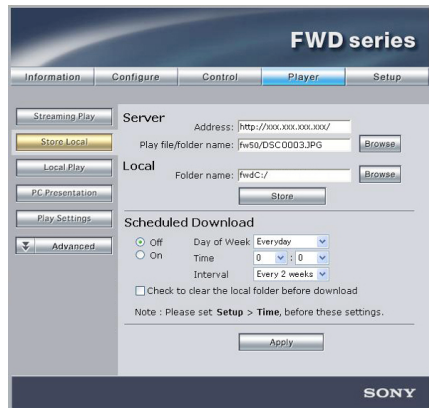 FWD series
Information Configure Control Player Setup
Streaming Play
Store Local
Local Play
PC Presentation
Play Settings
Advanced
Server
Address: http://xxx.xxx.xxx.xxx/
Play file/folder name: fw50/DSC0003.JPG Browse
Local
Folder name: fwdC:/ Browse
Store
Scheduled Download
Off Day of Week Everyday
On Time 0 : 0
Interval Every 2 weeks
Check to clear the local folder before download
Note : Please set Setup > Time, before these settings.
Apply
SONY